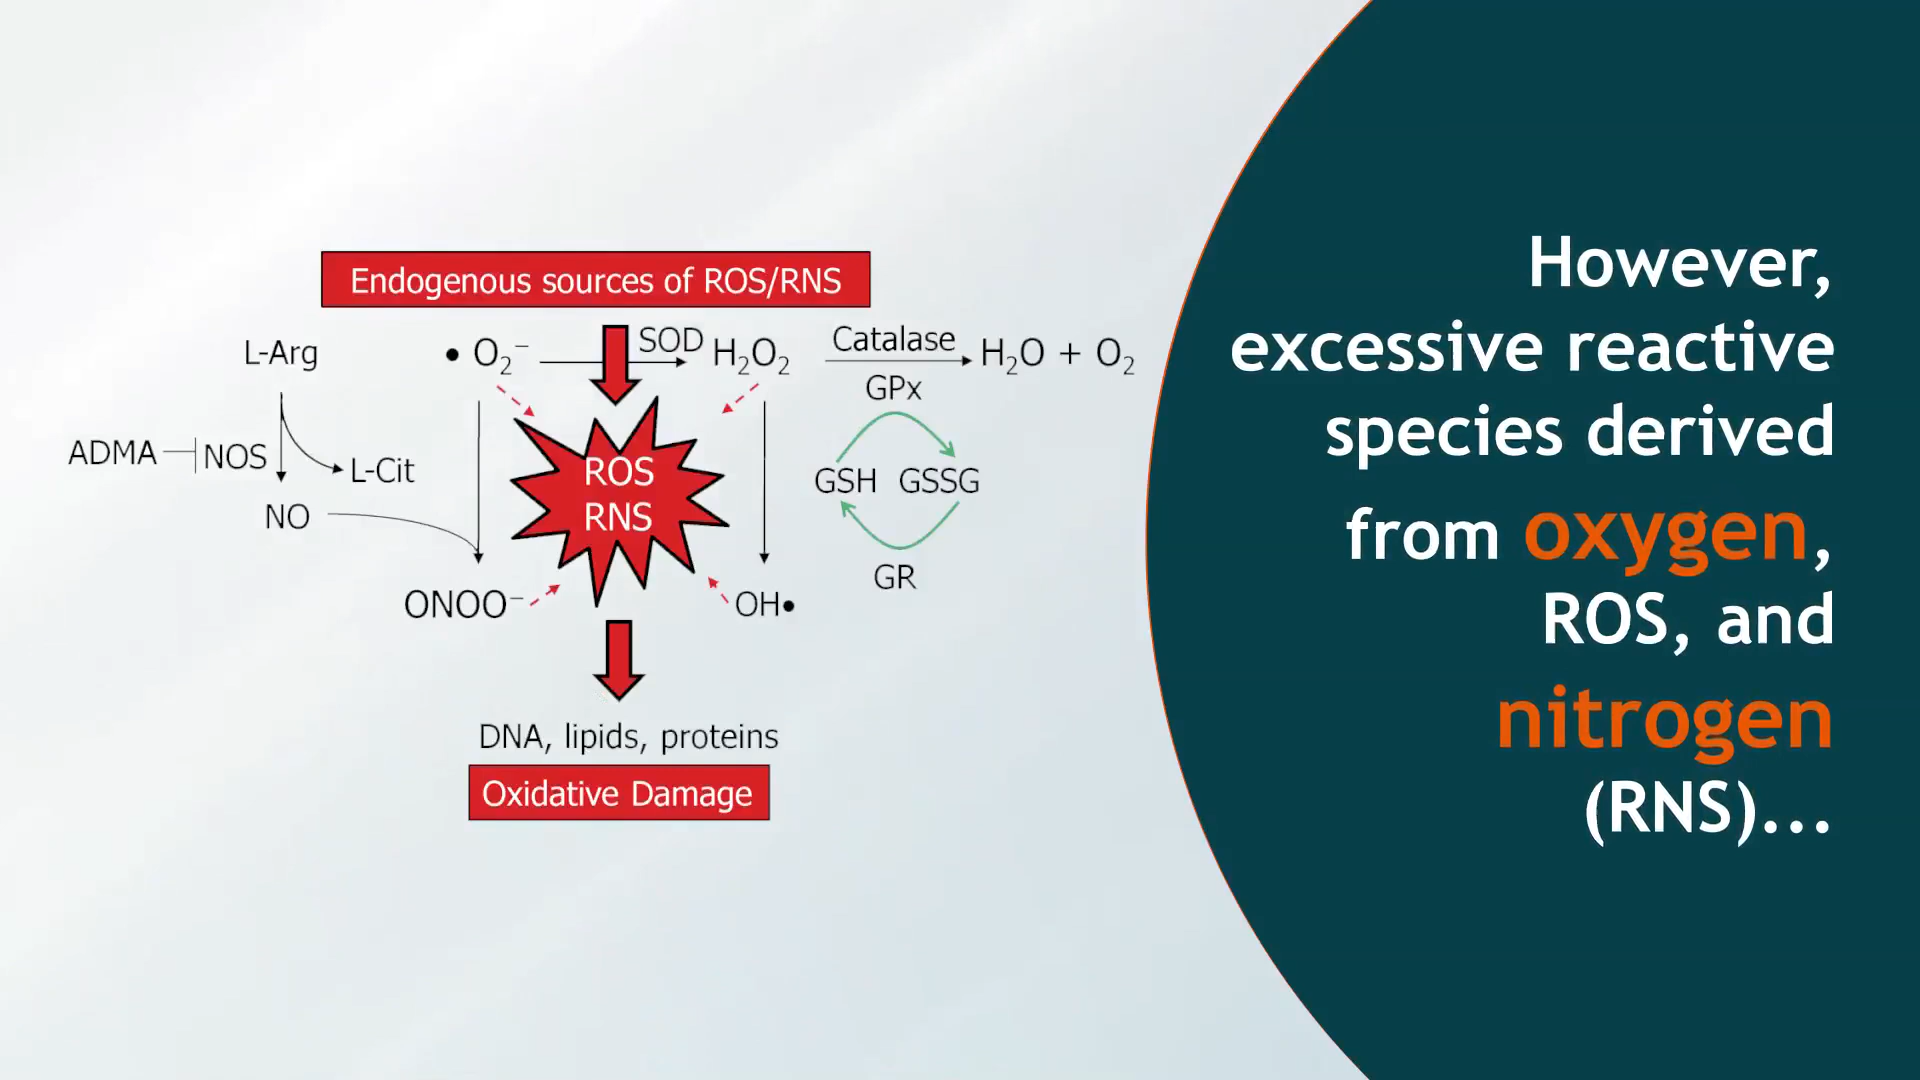 Endogenous sources of ROS/RNS
L-Arg
• O₂⁻
SOD
H₂O₂
Catalase
GPx
H₂O + O₂
ADMA
NOS
L-Cit
NO
ROS
RNS
GSH GSSG
GR
ONOO⁻
OH•
DNA, lipids, proteins
Oxidative Damage
However,
excessive reactive
species derived
from oxygen,
ROS, and
nitrogen
(RNS)...